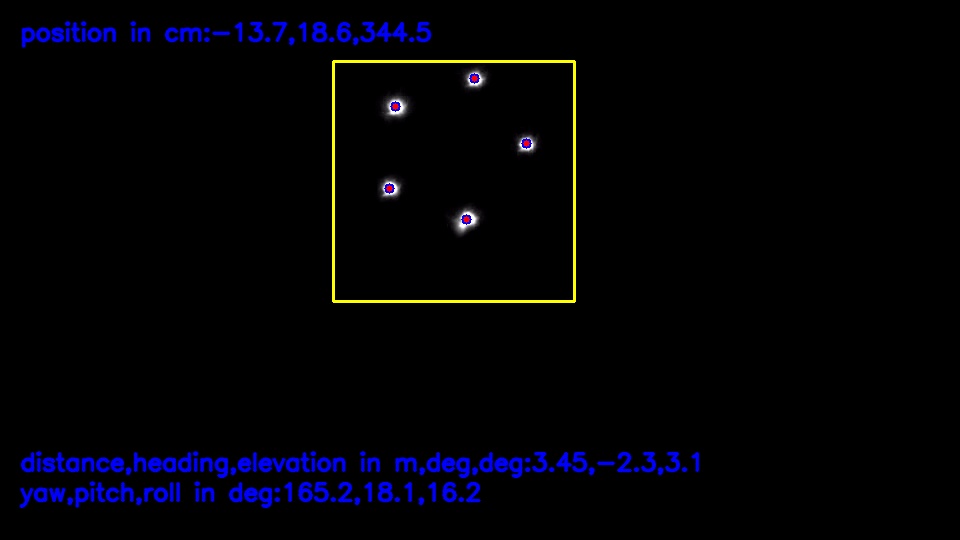 position in cm:-13.7,18.6,344.5
distance,heading,elevation in m,deg,deg:3.45,-2.3,3.1
yaw,pitch,roll in deg:165.2,18.1,16.2